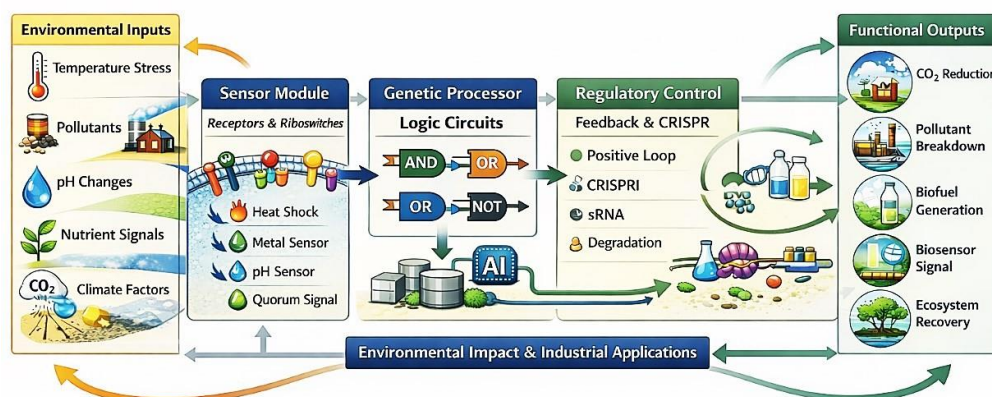 Environmental Inputs
Temperature Stress
Pollutants
pH Changes
Nutrient Signals
CO₂
Climate Factors
Sensor Module
Receptors & Riboswitches
Heat Shock
Metal Sensor
pH Sensor
Quorum Signal
Genetic Processor
Logic Circuits
AND
OR
OR
NOT
AI
Regulatory Control
Feedback & CRISPR
Positive Loop
CRISPRI
sRNA
Degradation
Functional Outputs
CO₂ Reduction
Pollutant
Breakdown
Biofuel
Generation
Biosensor
Signal
Ecosystem
Recovery
Environmental Impact & Industrial Applications